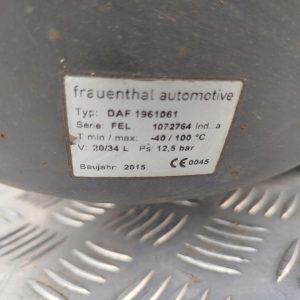 frauenthal automotive
Typ: DAF 1961061
Serie: FEL 1072764 Ind. a
T min / max: -40 / 100 °C
V: 20/34 L Ps: 12,5 bar
Baujahr: 2015 CE0045